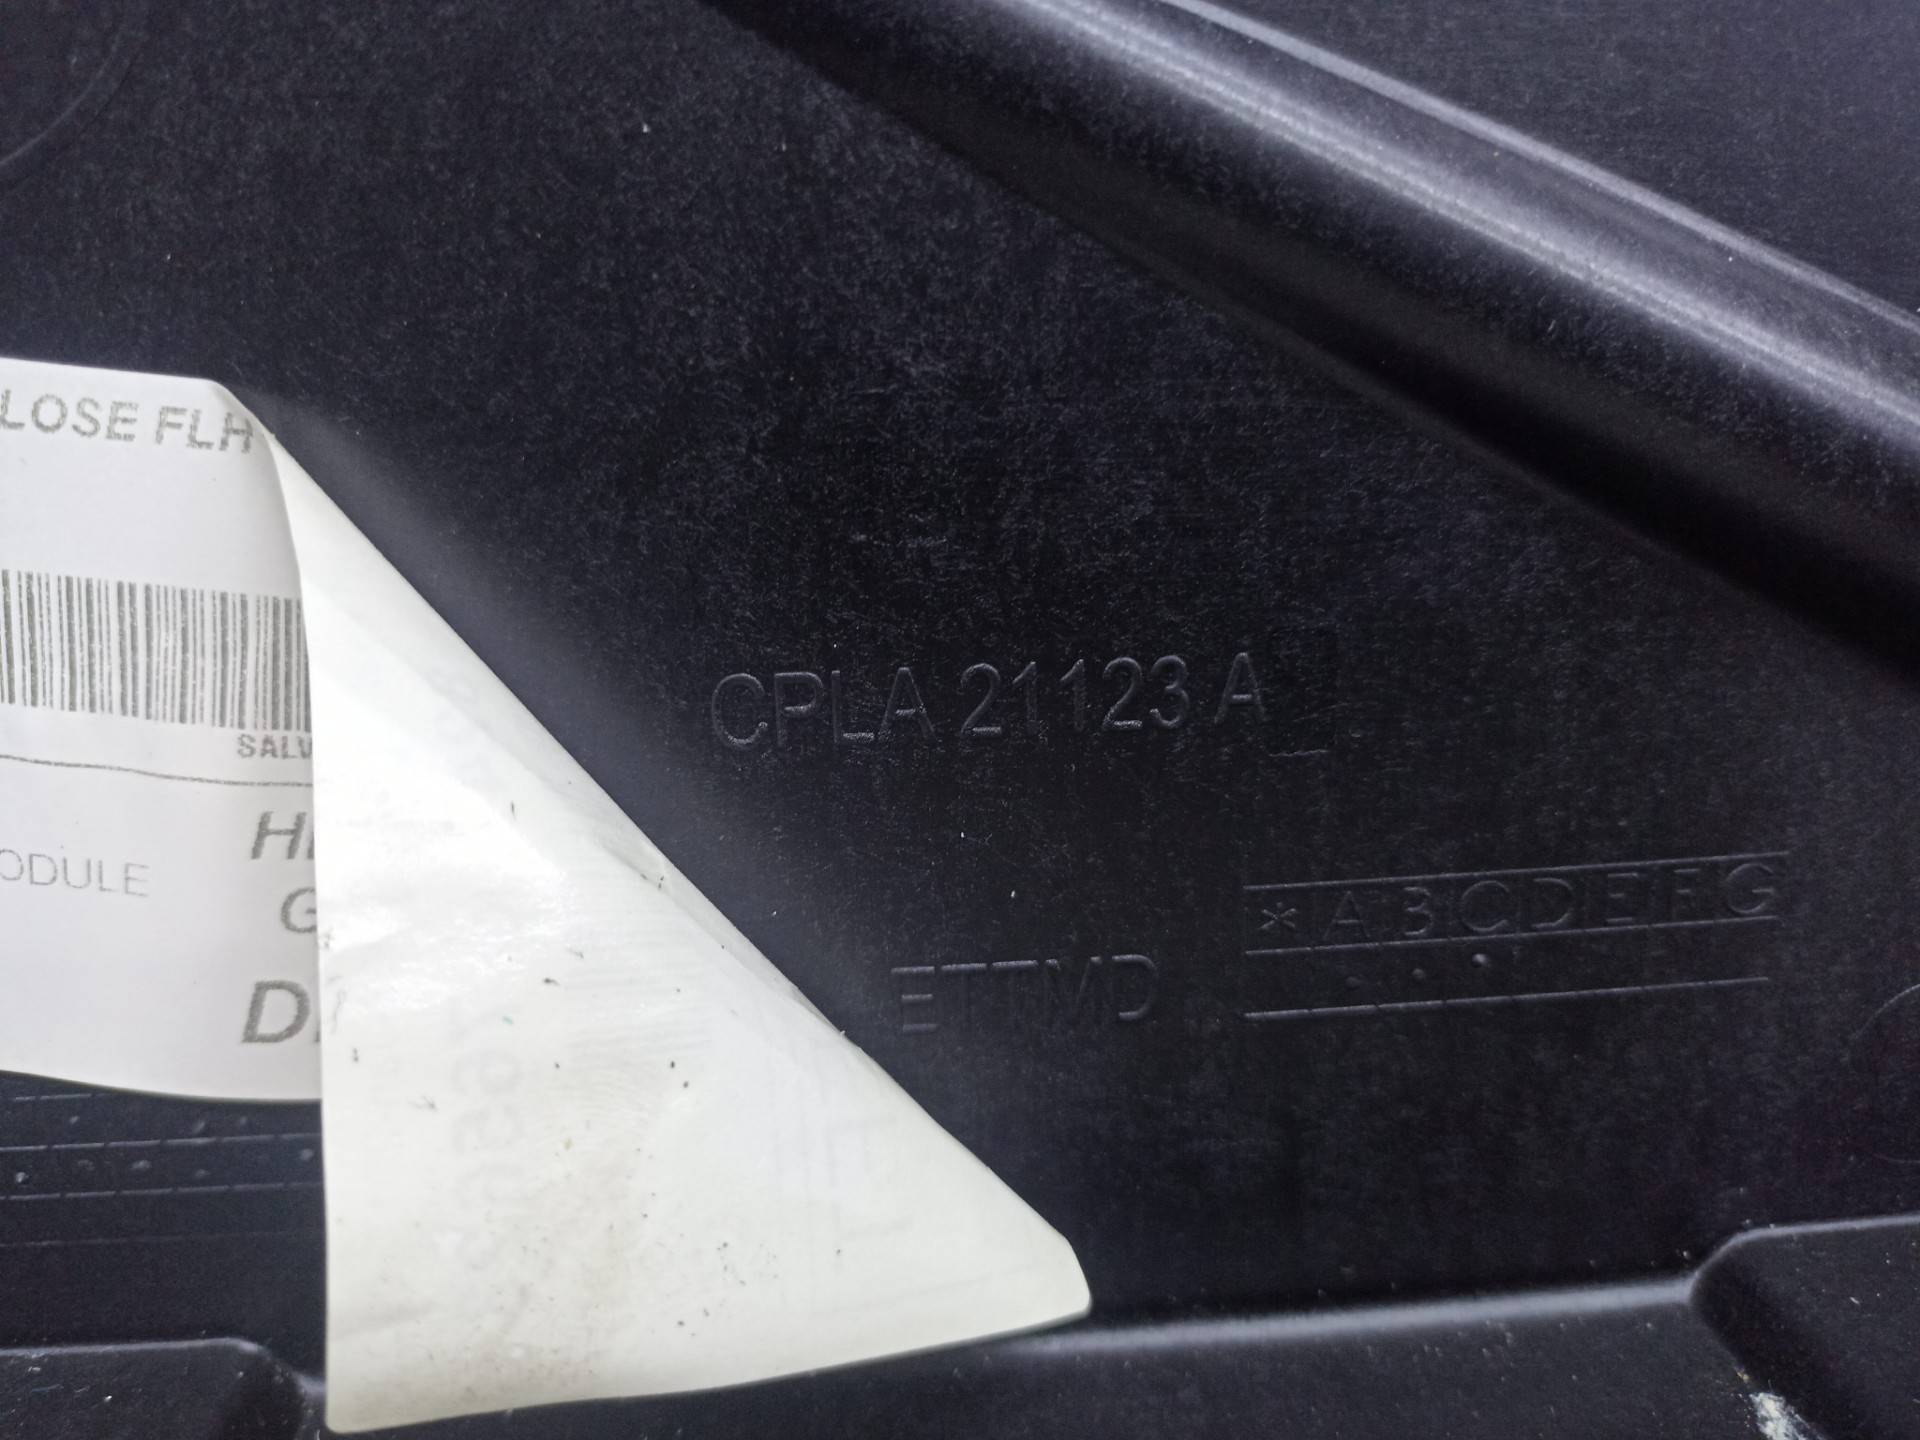 LOSE FLH
SALV
ODULE
CPLA 21123 A
* A B C D E F G
ETTMD